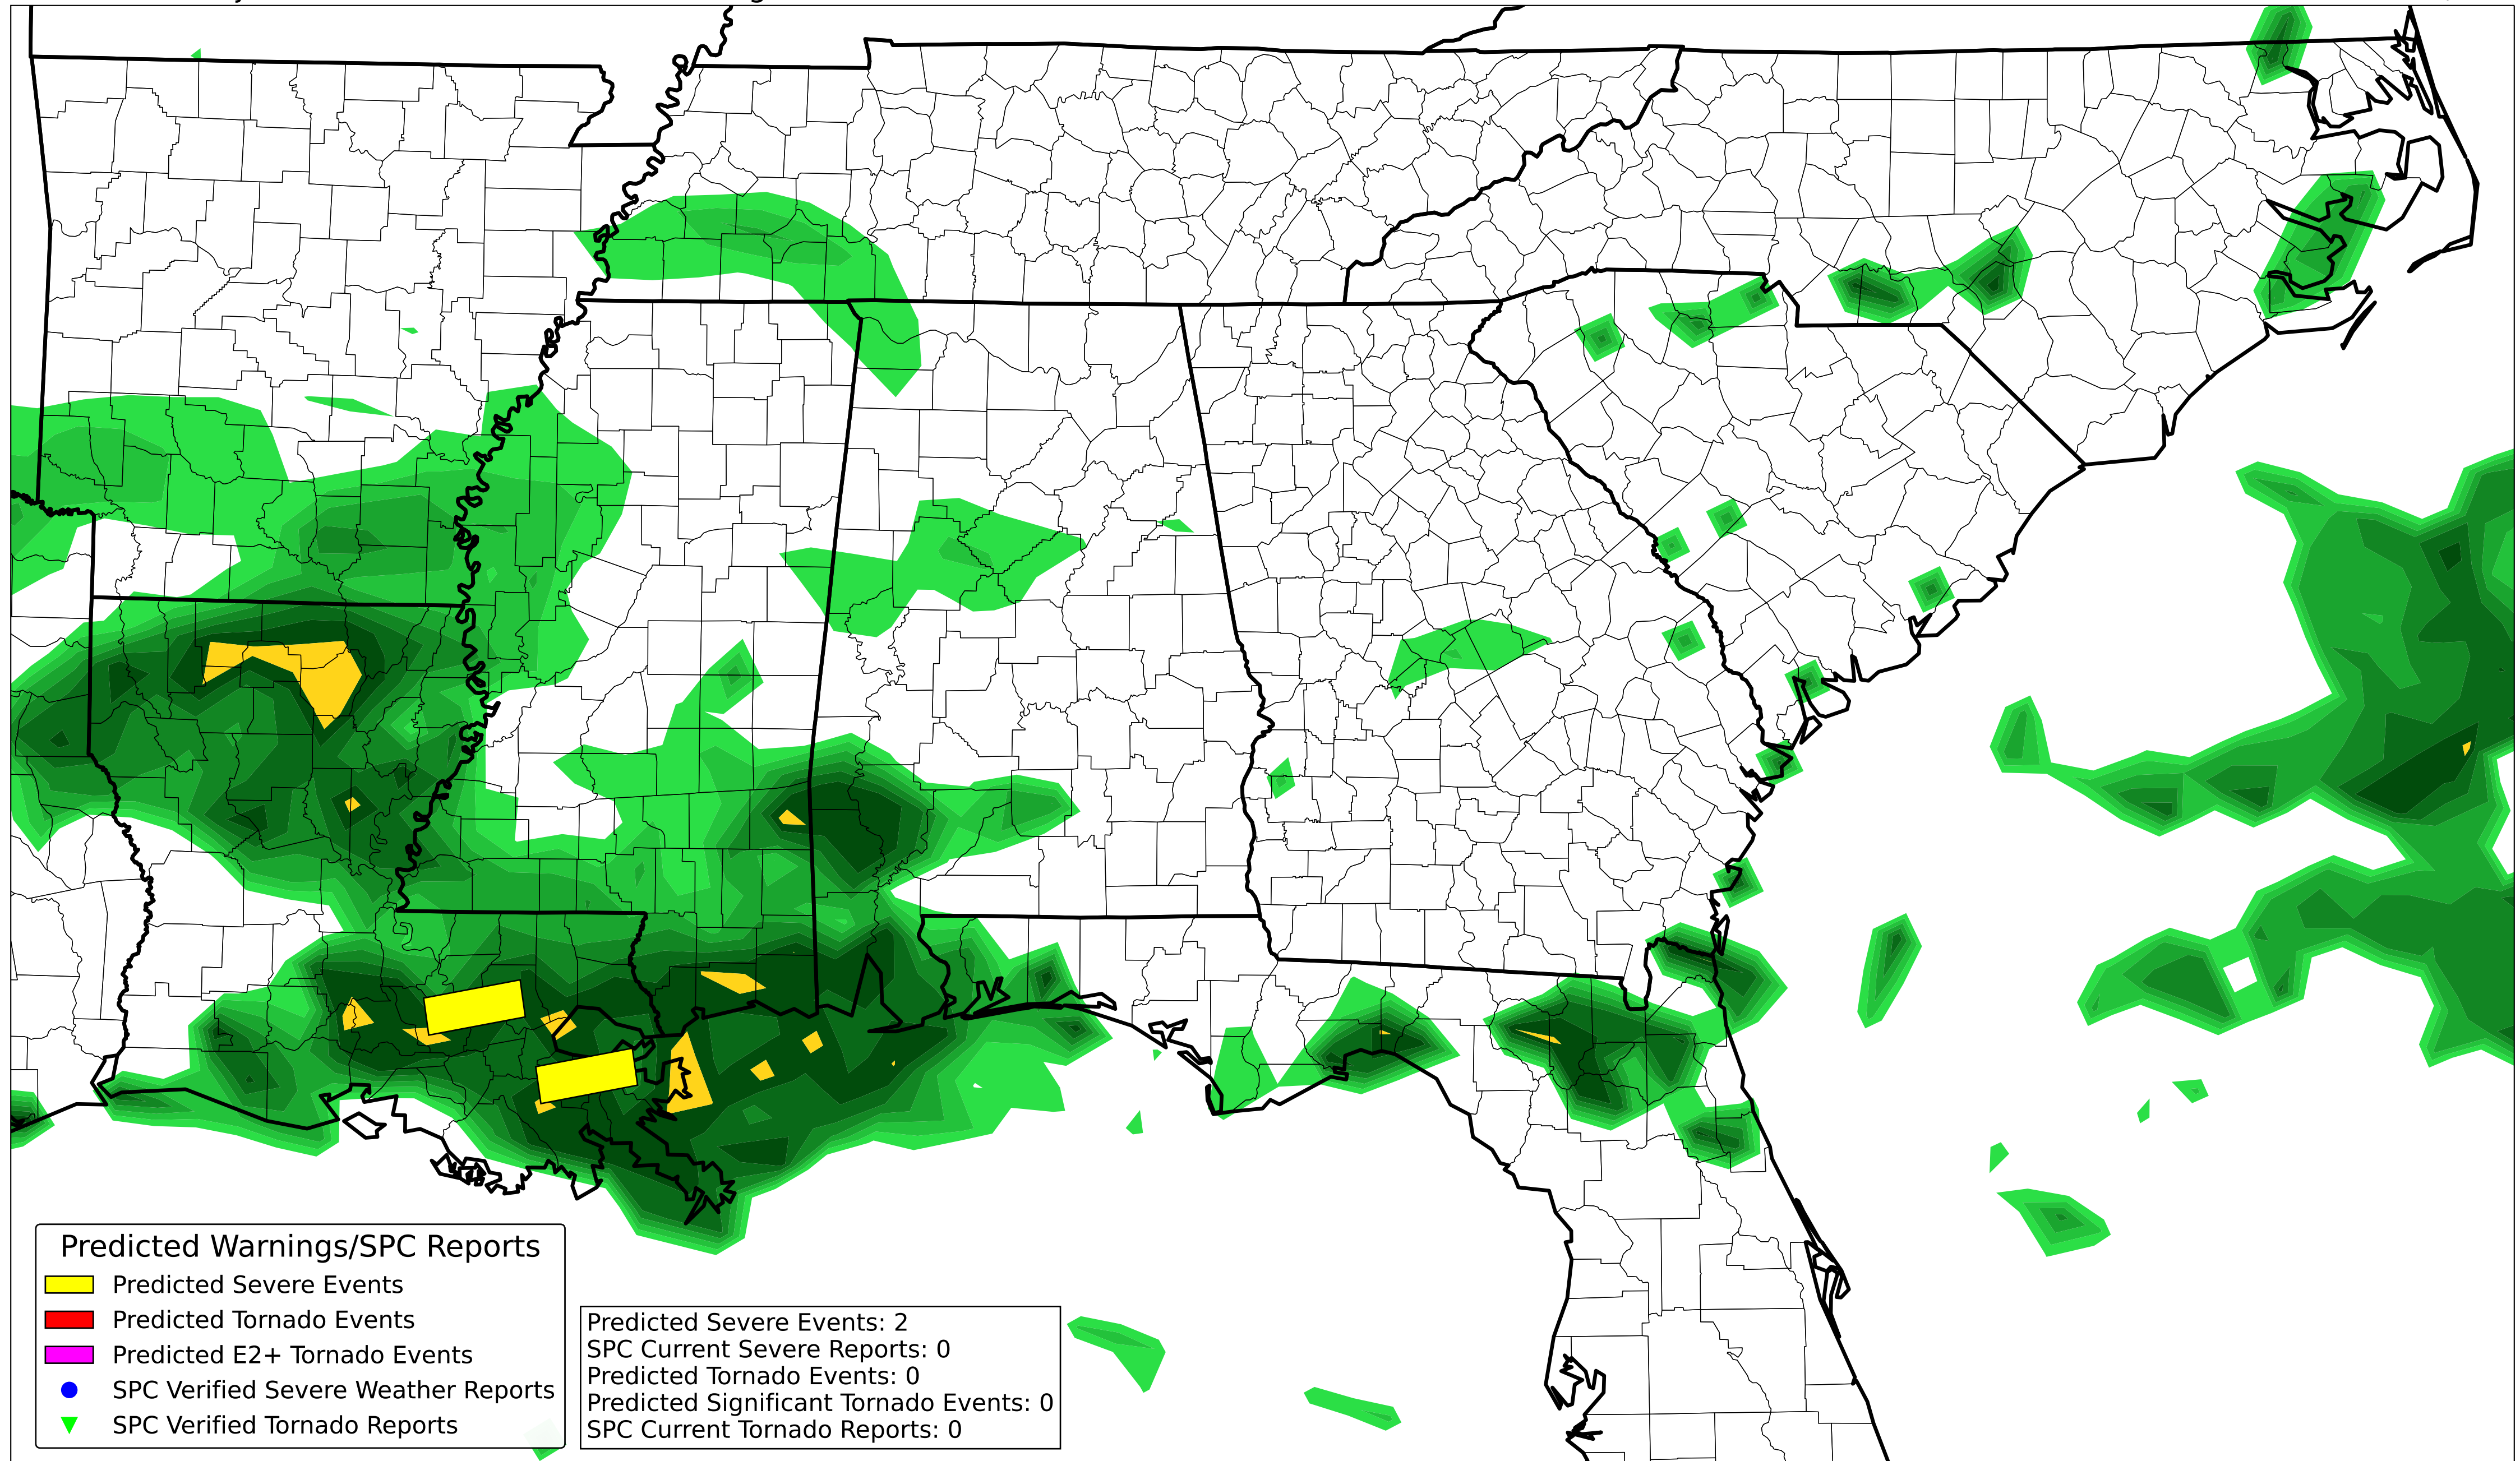 Predicted Warnings/SPC Reports
Predicted Severe Events
Predicted Tornado Events
Predicted E2+ Tornado Events
SPC Verified Severe Weather Reports
SPC Verified Tornado Reports
Predicted Severe Events: 2
SPC Current Severe Reports: 0
Predicted Tornado Events: 0
Predicted Significant Tornado Events: 0
SPC Current Tornado Reports: 0